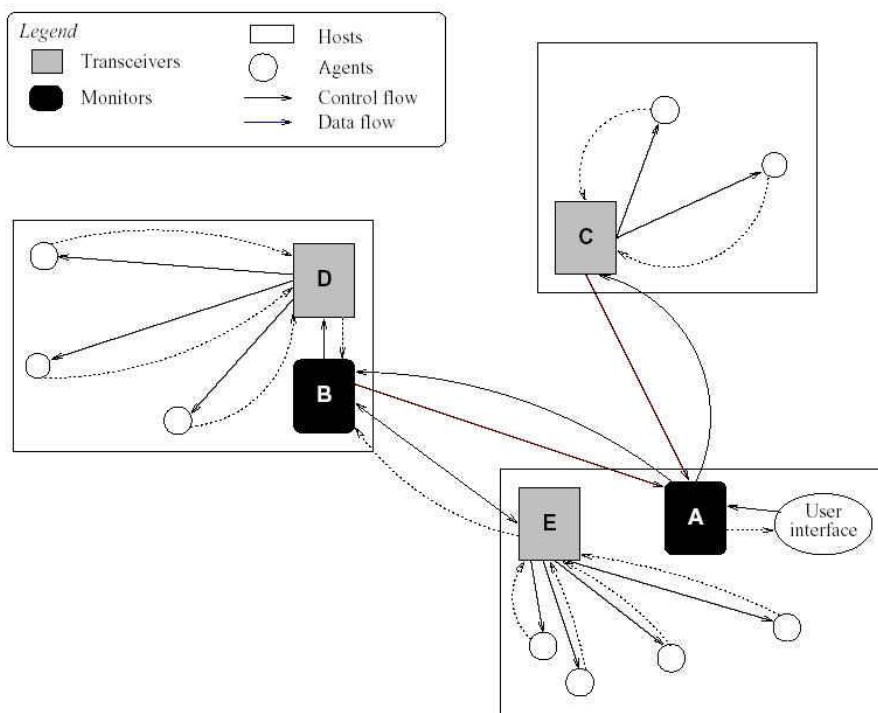 Legend
Transceivers
Monitors
Hosts
Agents
Control flow
Data flow
C
D
B
E
A
User
interface